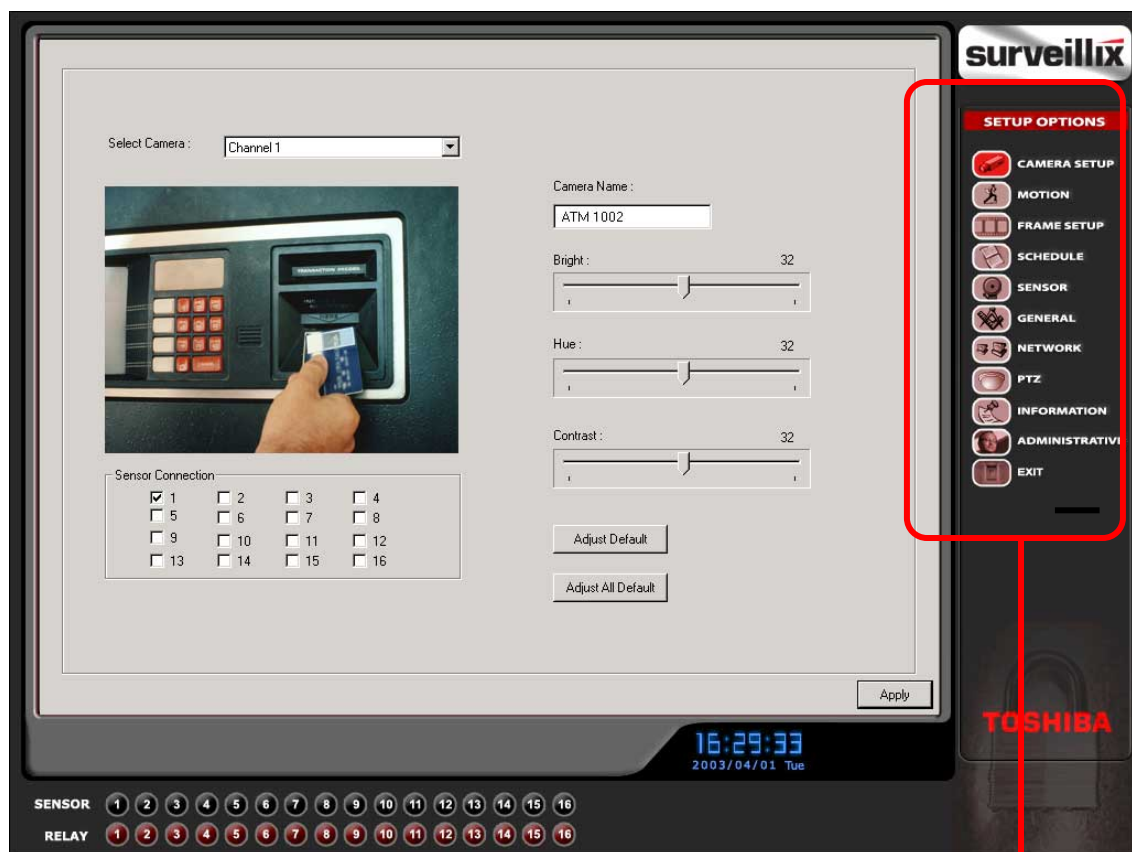 surveillix
SETUP OPTIONS
CAMERA SETUP
MOTION
FRAME SETUP
SCHEDULE
SENSOR
GENERAL
NETWORK
PTZ
INFORMATION
ADMINISTRATIVE
EXIT
Select Camera :
Channel 1
Camera Name :
ATM 1002
Bright : 32
Hue : 32
Contrast : 32
Sensor Connection
1 2 3 4
5 6 7 8
9 10 11 12
13 14 15 16
Adjust Default
Adjust All Default
Apply
TOSHIBA
16:29:33
2003/04/01 Tue
SENSOR 1 2 3 4 5 6 7 8 9 10 11 12 13 14 15 16
RELAY 1 2 3 4 5 6 7 8 9 10 11 12 13 14 15 16